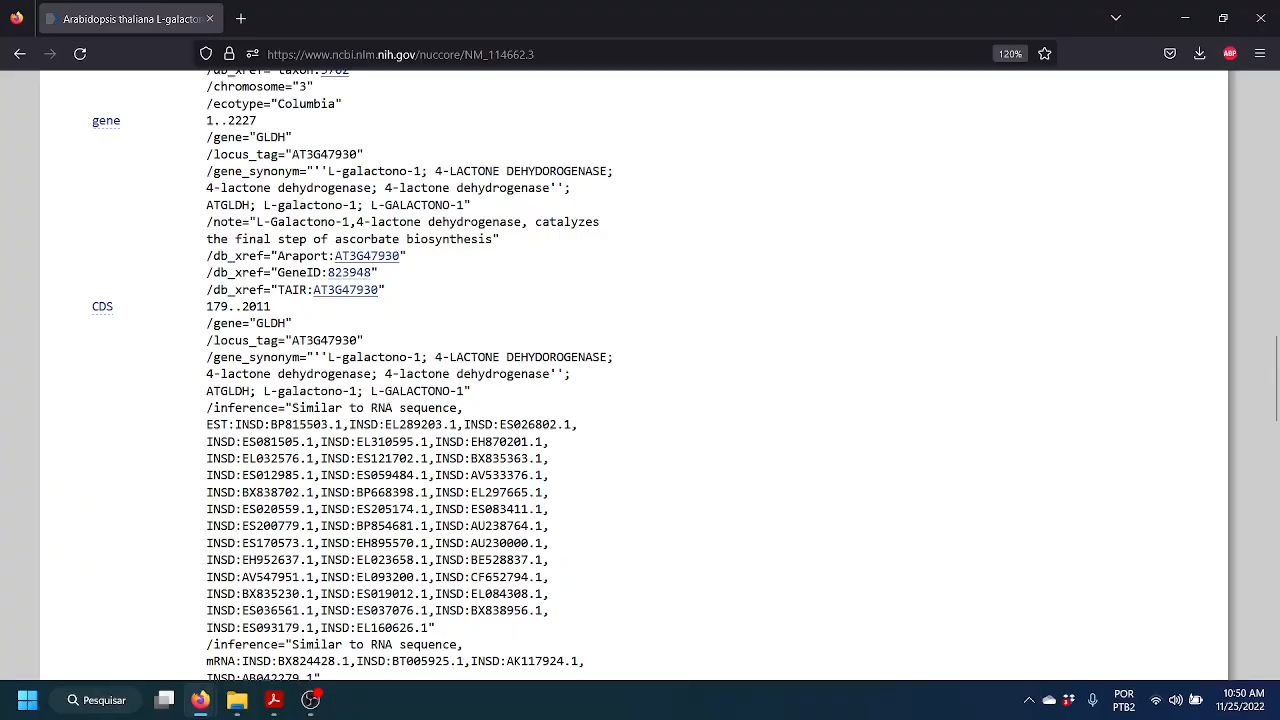 Arabidopsis thaliana L-galacton
https://www.ncbi.nlm.nih.gov/nuccore/NM_114662.3
120%
ABP
/db_xref="taxon:3702
/chromosome="3"
/ecotype="Columbia"
gene 1..2227
/gene="GLDH"
/locus_tag="AT3G47930"
/gene_synonym="''L-galactono-1; 4-LACTONE DEHYDOROGENASE;
4-lactone dehydrogenase; 4-lactone dehydrogenase'';
ATGLDH; L-galactono-1; L-GALACTONO-1"
/note="L-Galactono-1,4-lactone dehydrogenase, catalyzes
the final step of ascorbate biosynthesis"
/db_xref="Araport:AT3G47930"
/db_xref="GeneID:823948"
/db_xref="TAIR:AT3G47930"
CDS 179..2011
/gene="GLDH"
/locus_tag="AT3G47930"
/gene_synonym="''L-galactono-1; 4-LACTONE DEHYDOROGENASE;
4-lactone dehydrogenase; 4-lactone dehydrogenase'';
ATGLDH; L-galactono-1; L-GALACTONO-1"
/inference="Similar to RNA sequence,
EST:INSD:BP815503.1,INSD:EL289203.1,INSD:ES026802.1,
INSD:ES081505.1,INSD:EL310595.1,INSD:EH870201.1,
INSD:EL032576.1,INSD:ES121702.1,INSD:BX835363.1,
INSD:ES012985.1,INSD:ES059484.1,INSD:AV533376.1,
INSD:BX838702.1,INSD:BP668398.1,INSD:EL297665.1,
INSD:ES020559.1,INSD:ES205174.1,INSD:ES083411.1,
INSD:ES200779.1,INSD:BP854681.1,INSD:AU238764.1,
INSD:ES170573.1,INSD:EH895570.1,INSD:AU230000.1,
INSD:EH952637.1,INSD:EL023658.1,INSD:BE528837.1,
INSD:AV547951.1,INSD:EL093200.1,INSD:CF652794.1,
INSD:BX835230.1,INSD:ES019012.1,INSD:EL084308.1,
INSD:ES036561.1,INSD:ES037076.1,INSD:BX838956.1,
INSD:ES093179.1,INSD:EL160626.1"
/inference="Similar to RNA sequence,
mRNA:INSD:BX824428.1,INSD:BT005925.1,INSD:AK117924.1,
INSD:AB042279.1"
Pesquisar
3
POR
PTB2
10:50 AM
11/25/2022